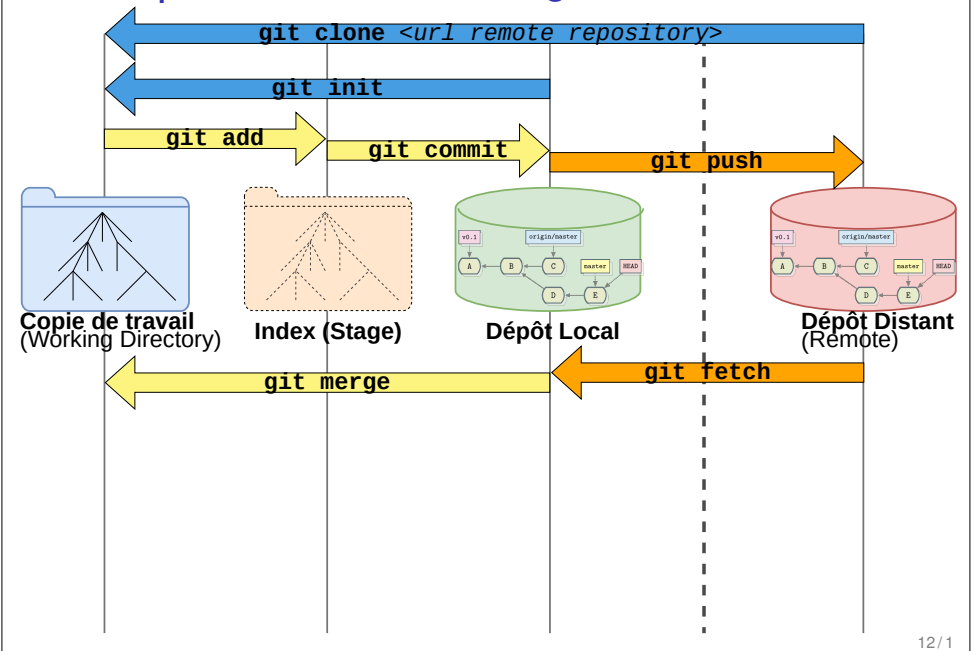 git clone <url remote repository>
git init
git add
git commit
git push
v0.1
origin/master
A
B
C
master
HEAD
D
E
v0.1
origin/master
A
B
C
master
HEAD
D
E
Copie de travail
(Working Directory)
Index (Stage)
Dépôt Local
Dépôt Distant
(Remote)
git merge
git fetch
12/1